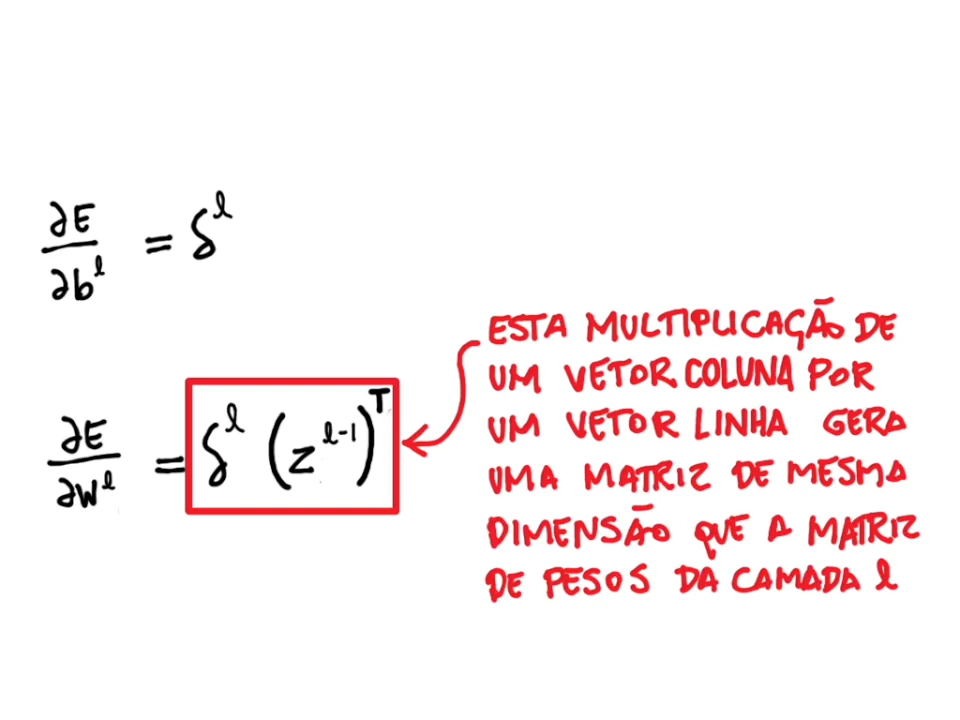 ∂E/∂b^l = δ^l
ESTA MULTIPLICAÇÃO DE
UM VETOR COLUNA POR
UM VETOR LINHA GERA
UMA MATRIZ DE MESMA
DIMENSÃO QUE A MATRIZ
DE PESOS DA CAMADA l
∂E/∂W^l = δ^l (z^{l-1})^T